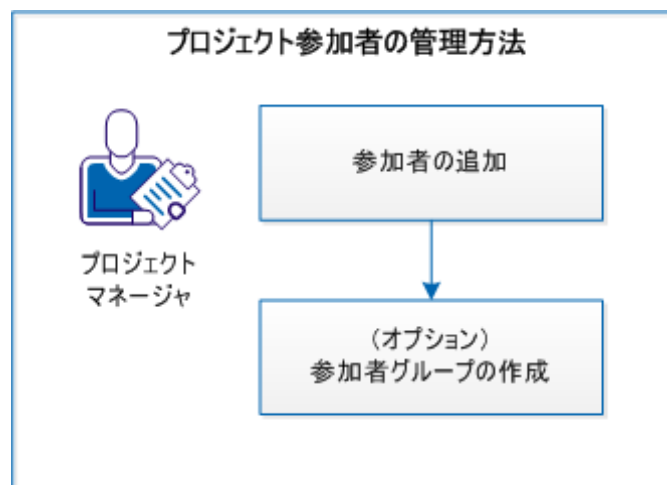 プロジェクト参加者の管理方法
参加者の追加
プロジェクト
マネージャ
（オプション）
参加者グループの作成